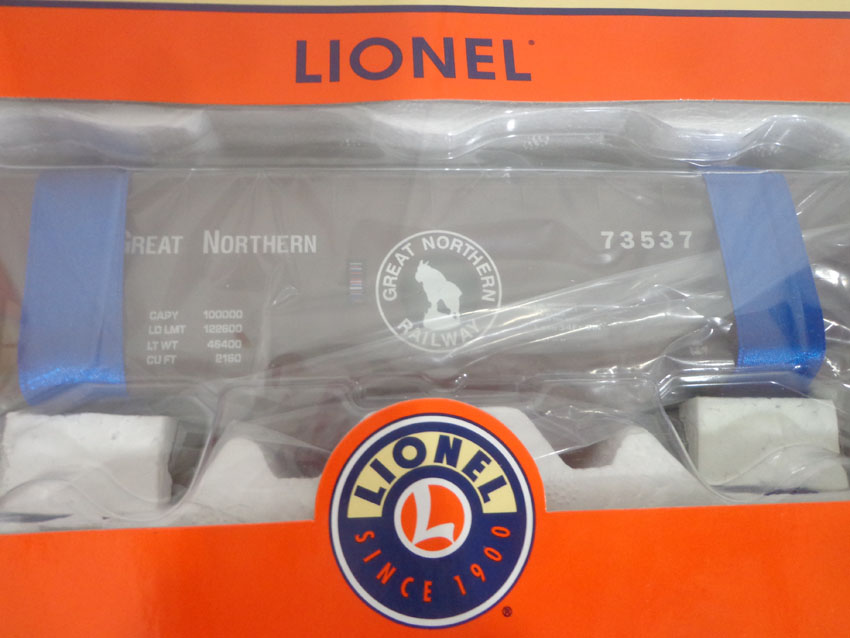 LIONEL
GREAT NORTHERN
73537
GREAT NORTHERN
RAILWAY
CAPY 100000
LD LMT 122600
LT WT 46400
CU FT 2160
LIONEL
L
SINCE 1900
®